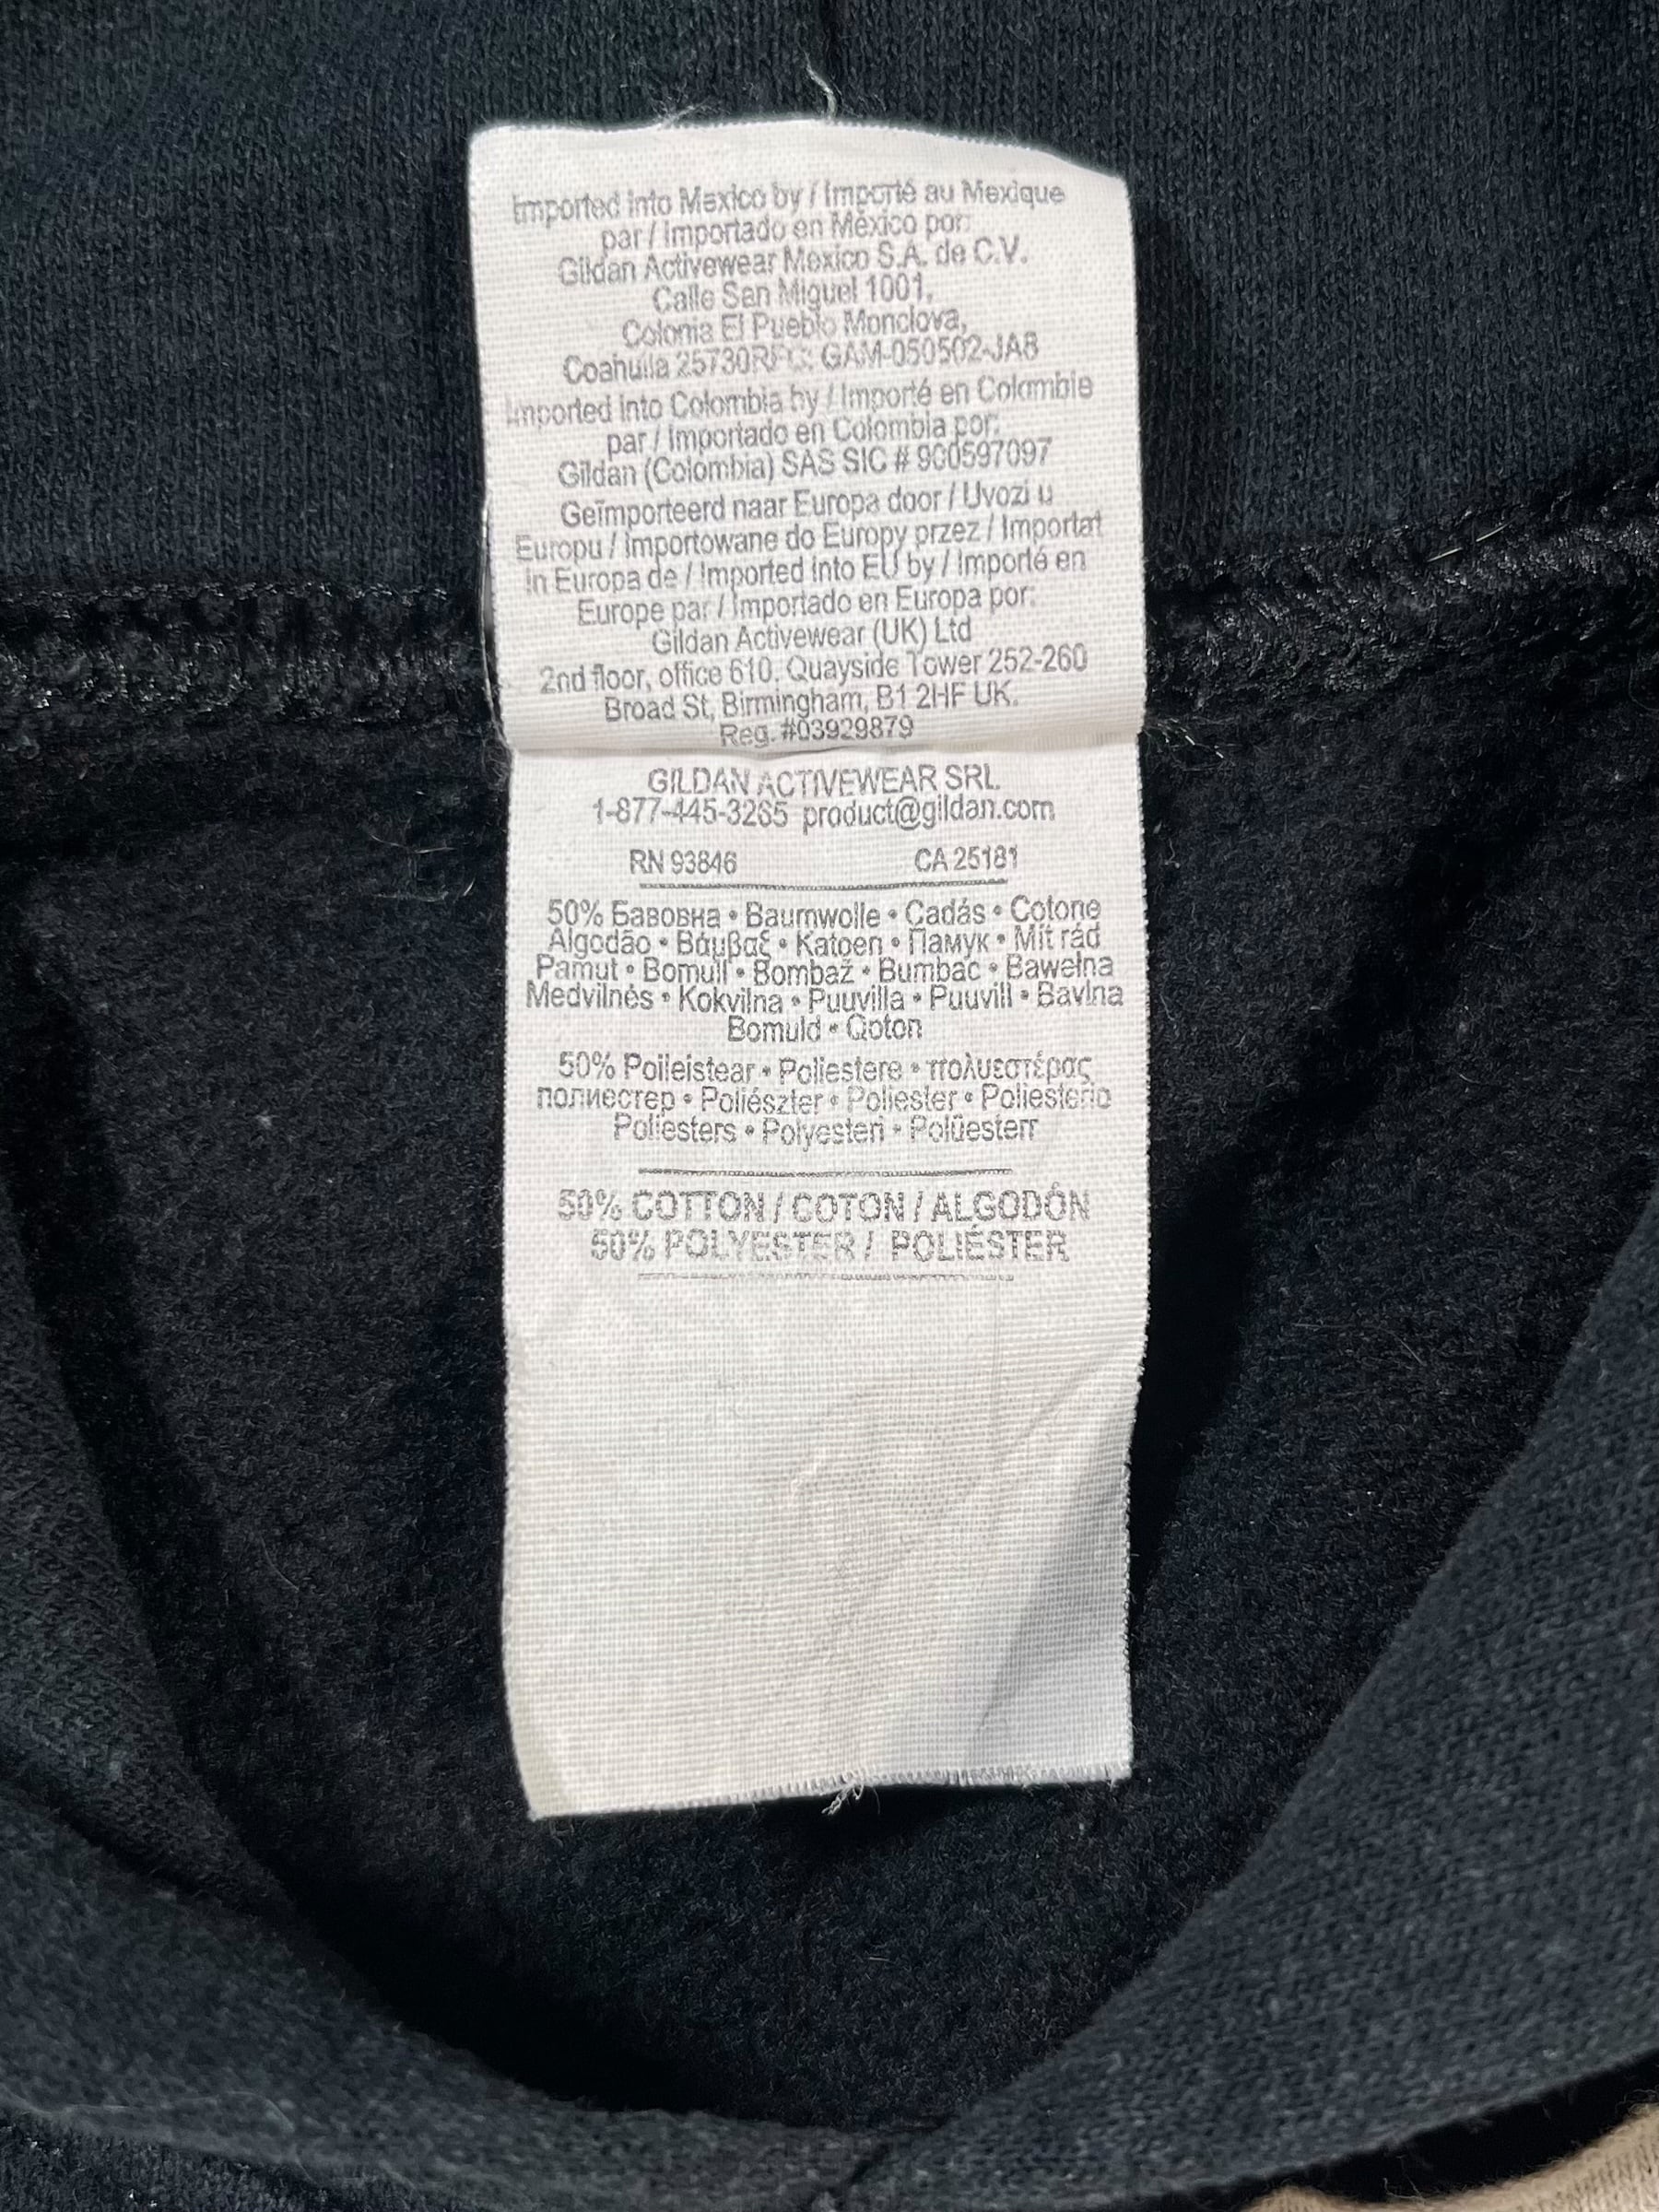 Imported into Mexico by / Importé au Mexique
par / Importado en México por:
Gildan Activewear Mexico S.A. de C.V.
Calle San Miguel 1001,
Colonia El Pueblo Monclova,
Coahuila 25730RFC: GAM-050502-JA8
Imported into Colombia by / Importé en Colombie
par / Importado en Colombia por:
Gildan (Colombia) SAS SIC # 900597097
Geïmporteerd naar Europa door / Uvozi u
Europu / Importowane do Europy przez / Importat
in Europa de / Imported into EU by / Importé en
Europe par / Importado en Europa por:
Gildan Activewear (UK) Ltd
2nd floor, office 610. Quayside Tower 252-260
Broad St, Birmingham, B1 2HF UK.
Reg. #03929879
GILDAN ACTIVEWEAR SRL
1-877-445-3265 product@gildan.com
RN 93846 CA 25181
50% Бавовна • Baumwolle • Cadás • Cotone
Algodão • Βάμβαξ • Katoen • Памук • Mit rád
Pamut • Bomull • Bombaž • Bumbac • Bawełna
Medvilnės • Kokvilna • Puuvilla • Puuvill • Bavlna
Bomuld • Qoton
50% Poileistear • Poliestere • πολυεστέρας
полиестер • Poliészter • Poliester • Poliesterio
Poliesters • Polyesteri • Polüesterr
50% COTTON / COTON / ALGODÓN
50% POLYESTER / POLIÉSTER